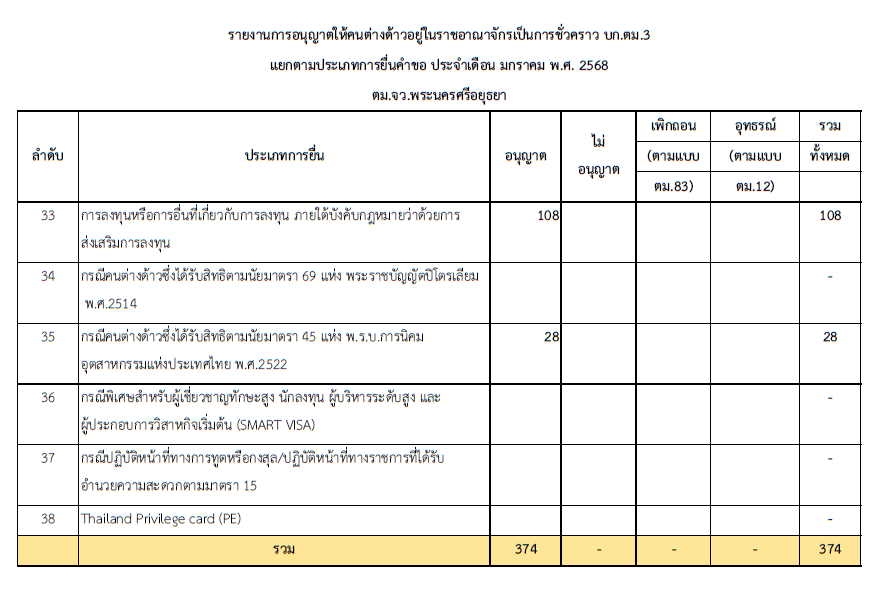 รายงานการอนุญาตให้คนต่างด้าวอยู่ในราชอาณาจักรเป็นการชั่วคราว บก.ตม.3
แยกตามประเภทการยื่นคำขอ ประจำเดือน มกราคม พ.ศ. 2568
ตม.จว.พระนครศรีอยุธยา
ลำดับ ประเภทการยื่น อนุญาต ไม่อนุญาต เพิกถอน (ตามแบบ ตม.83) อุทธรณ์ (ตามแบบ ตม.12) รวมทั้งหมด
33 การลงทุนหรือการอื่นที่เกี่ยวกับการลงทุน ภายใต้บังคับกฎหมายว่าด้วยการ 108 108
ส่งเสริมการลงทุน
34 กรณีคนต่างด้าวซึ่งได้รับสิทธิตามนัยมาตรา 69 แห่ง พระราชบัญญัตปิโตรเลียม -
พ.ศ.2514
35 กรณีคนต่างด้าวซึ่งได้รับสิทธิตามนัยมาตรา 45 แห่ง พ.ร.บ.การนิคม 28 28
อุตสาหกรรมแห่งประเทศไทย พ.ศ.2522
36 กรณีพิเศษสำหรับผู้เชี่ยวชาญทักษะสูง นักลงทุน ผู้บริหารระดับสูง และ -
ผู้ประกอบการวิสาหกิจเริ่มต้น (SMART VISA)
37 กรณีปฏิบัติหน้าที่ทางการทูตหรือกงสุล/ปฏิบัติหน้าที่ทางราชการที่ได้รับ -
อำนวยความสะดวกตามมาตรา 15
38 Thailand Privilege card (PE) -
รวม 374 - - - 374